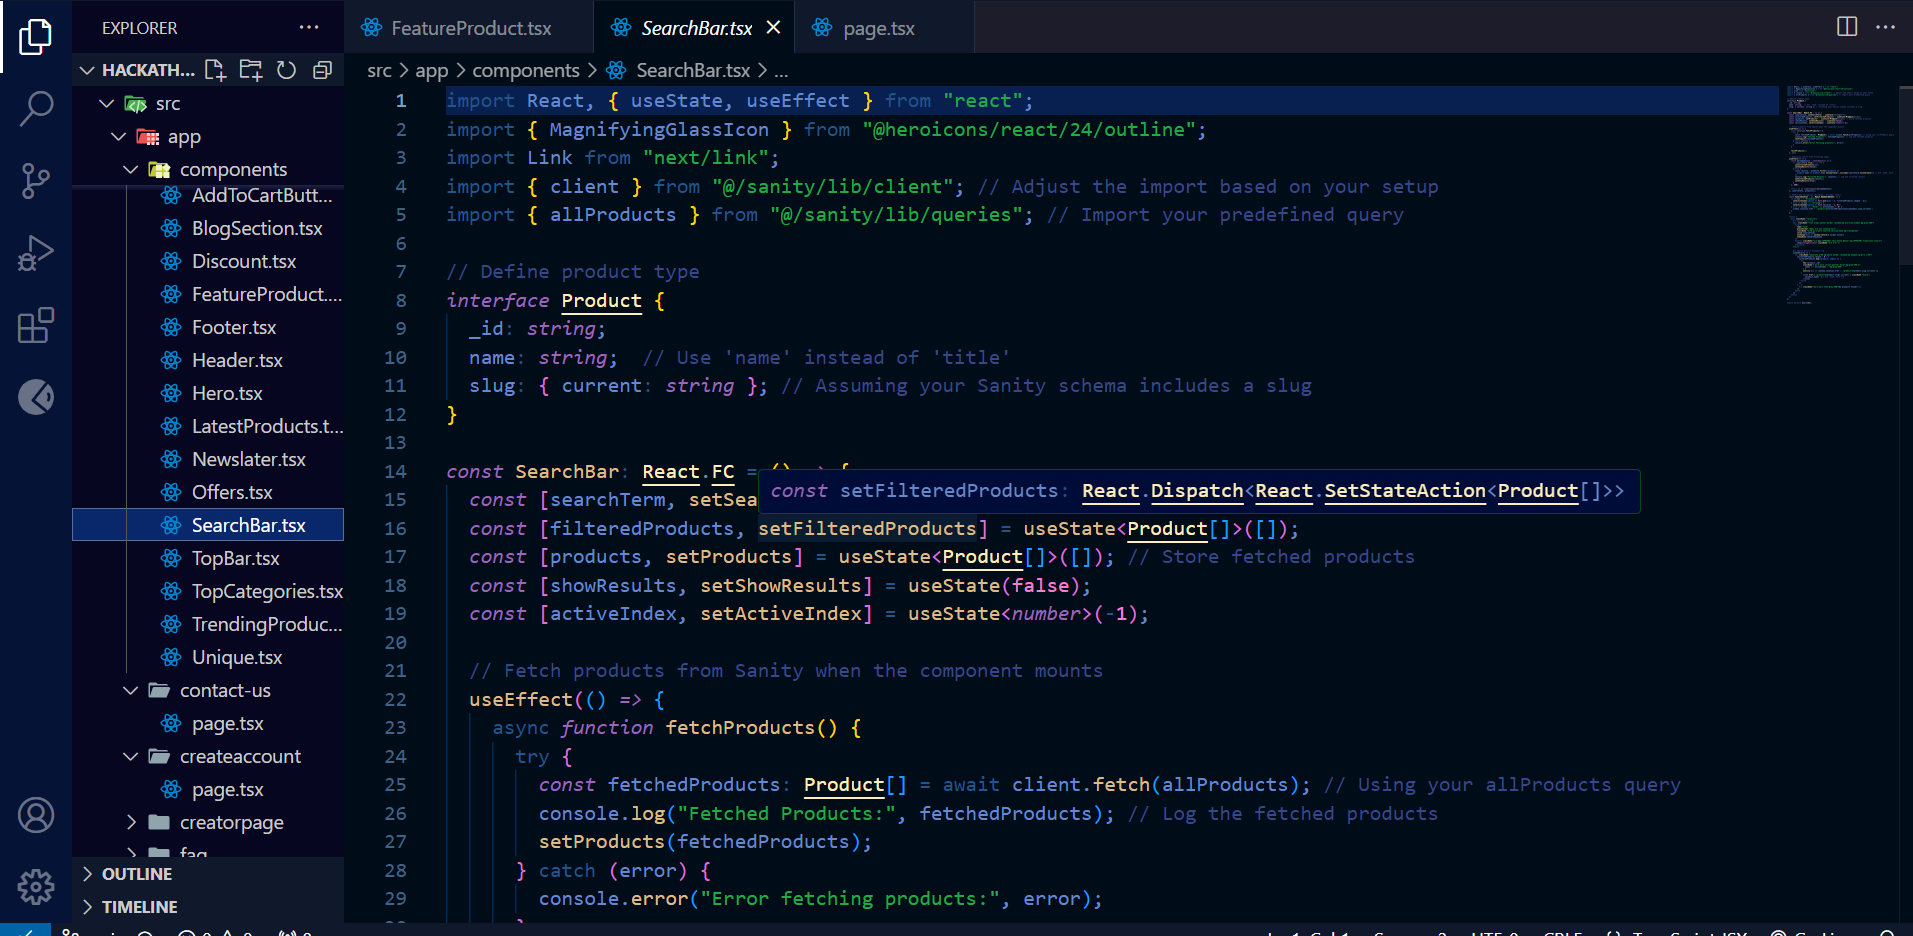 EXPLORER
HACKATH...
src
app
components
AddToCartButt...
BlogSection.tsx
Discount.tsx
FeatureProduct....
Footer.tsx
Header.tsx
Hero.tsx
LatestProducts.t...
Newslater.tsx
Offers.tsx
SearchBar.tsx
TopBar.tsx
TopCategories.tsx
TrendingProduc...
Unique.tsx
contact-us
page.tsx
createaccount
page.tsx
creatorpage
faq
OUTLINE
TIMELINE
FeatureProduct.tsx
SearchBar.tsx
page.tsx
src > app > components > SearchBar.tsx > ...
1 import React, { useState, useEffect } from "react";
2 import { MagnifyingGlassIcon } from "@heroicons/react/24/outline";
3 import Link from "next/link";
4 import { client } from "@/sanity/lib/client"; // Adjust the import based on your setup
5 import { allProducts } from "@/sanity/lib/queries"; // Import your predefined query
6
7 // Define product type
8 interface Product {
9 _id: string;
10 name: string; // Use 'name' instead of 'title'
11 slug: { current: string }; // Assuming your Sanity schema includes a slug
12 }
13
14 const SearchBar: React.FC = () => {
const setFilteredProducts: React.Dispatch<React.SetStateAction<Product[]>>
15 const [searchTerm, setSea
16 const [filteredProducts, setFilteredProducts] = useState<Product[]>([]);
17 const [products, setProducts] = useState<Product[]>([]); // Store fetched products
18 const [showResults, setShowResults] = useState(false);
19 const [activeIndex, setActiveIndex] = useState<number>(-1);
20
21 // Fetch products from Sanity when the component mounts
22 useEffect(() => {
23 async function fetchProducts() {
24 try {
25 const fetchedProducts: Product[] = await client.fetch(allProducts); // Using your allProducts query
26 console.log("Fetched Products:", fetchedProducts); // Log the fetched products
27 setProducts(fetchedProducts);
28 } catch (error) {
29 console.error("Error fetching products:", error);